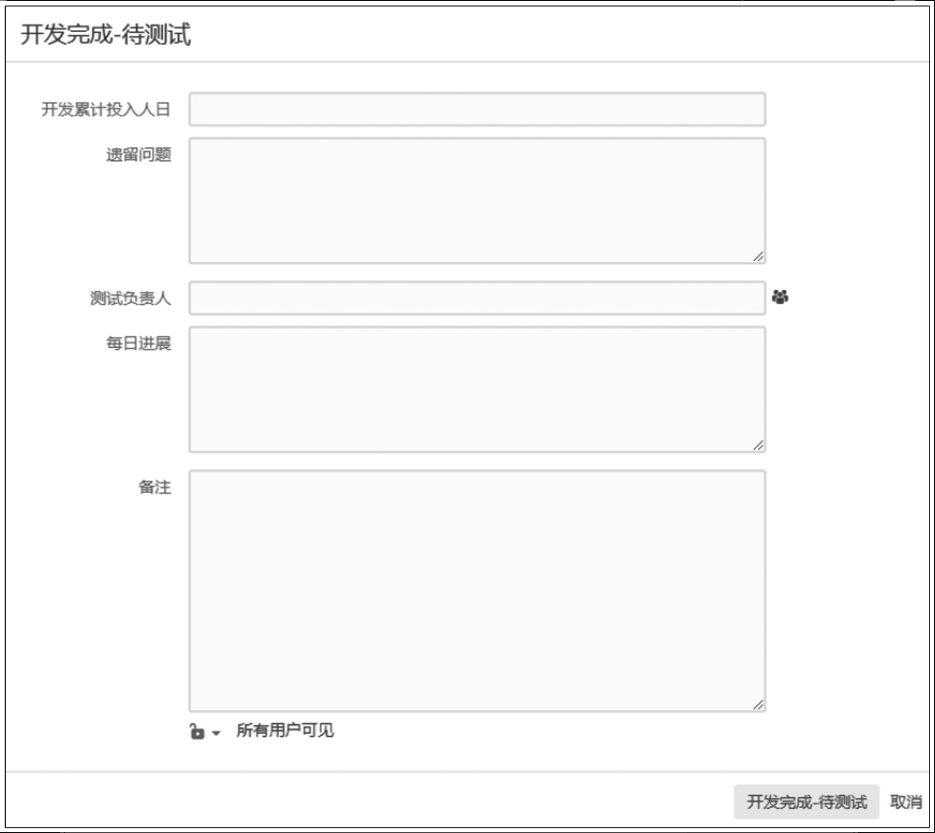 开发完成-待测试
开发累计投入人日
遗留问题
测试负责人
每日进展
备注
所有用户可见
开发完成-待测试 取消